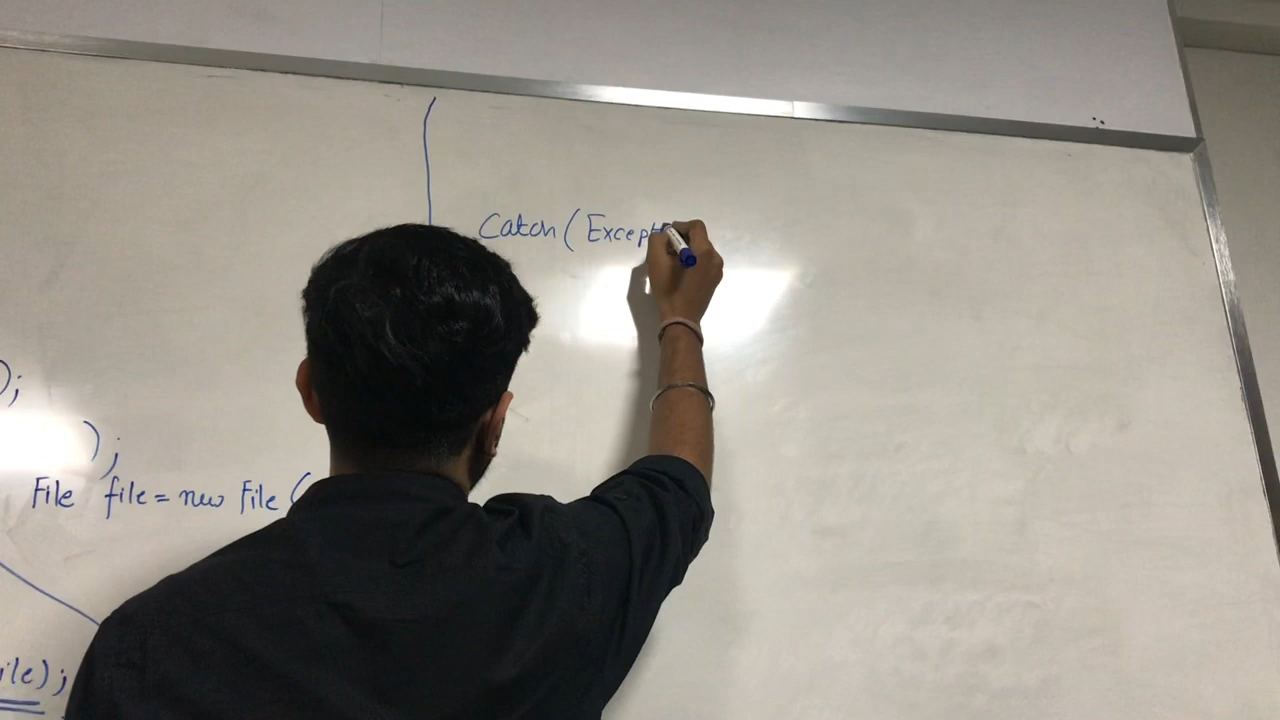 Catch(Except
);
);
File file = new File (
ile);